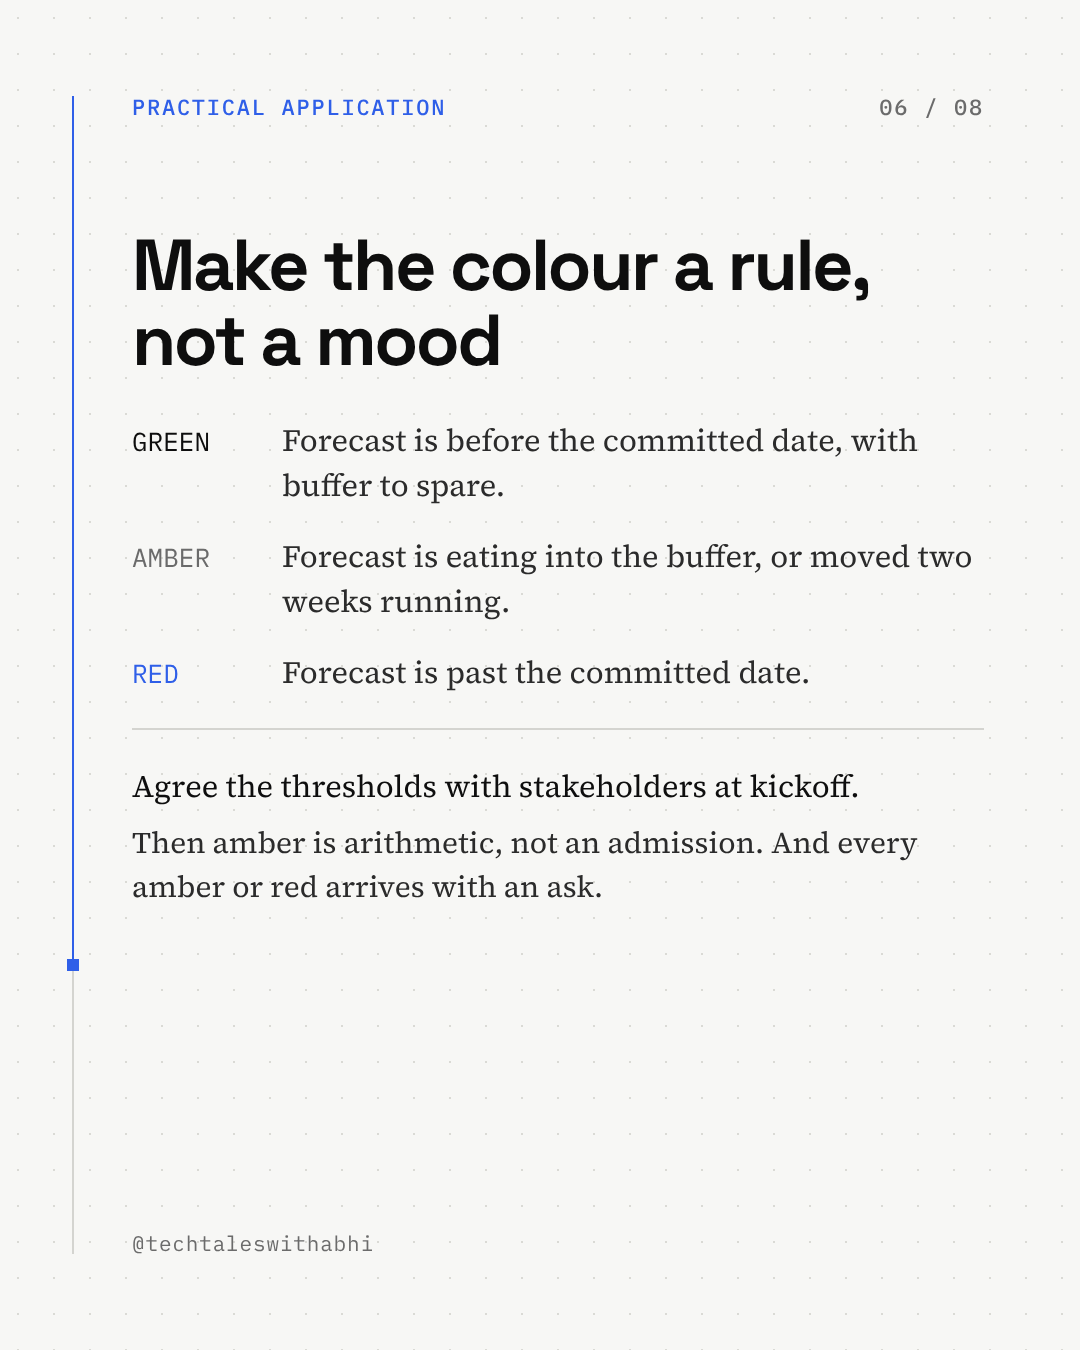 PRACTICAL APPLICATION
06 / 08
Make the colour a rule,
not a mood
GREEN
Forecast is before the committed date, with
buffer to spare.
AMBER
Forecast is eating into the buffer, or moved two
weeks running.
RED
Forecast is past the committed date.
Agree the thresholds with stakeholders at kickoff.
Then amber is arithmetic, not an admission. And every
amber or red arrives with an ask.
@techtaleswithabhi